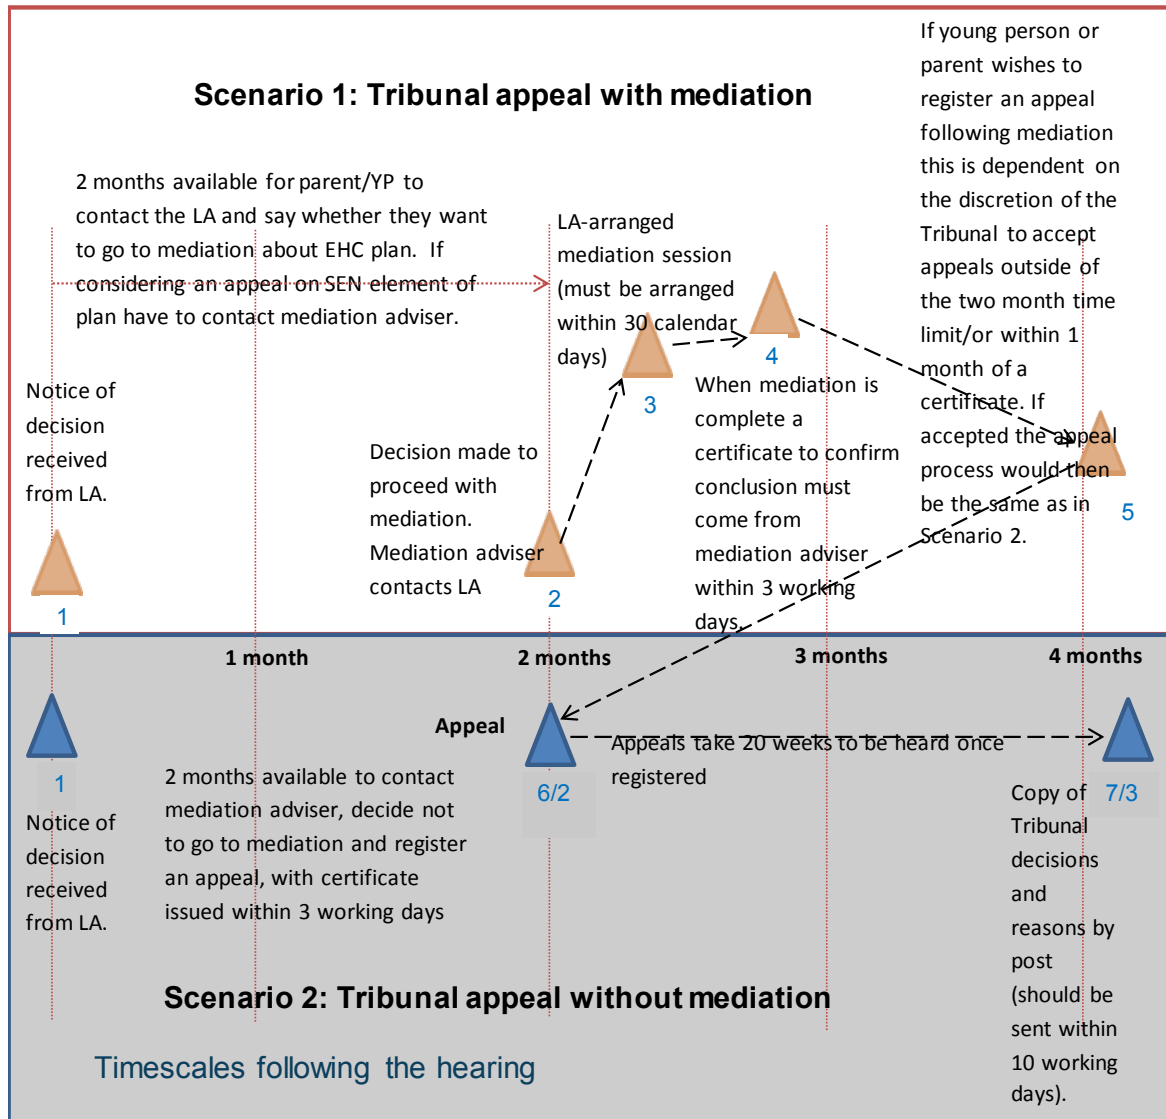 Scenario 1: Tribunal appeal with mediation
2 months available for parent/YP to
contact the LA and say whether they want
to go to mediation about EHC plan. If
considering an appeal on SEN element of
plan have to contact mediation adviser.
Notice of
decision
received
from LA.
1
Decision made to
proceed with
mediation.
Mediation adviser
contacts LA
2
LA-arranged
mediation session
(must be arranged
within 30 calendar
days)
3
4
When mediation is
complete a
certificate to confirm
conclusion must
come from
mediation adviser
within 3 working
days.
If young person or
parent wishes to
register an appeal
following mediation
this is dependent on
the discretion of the
Tribunal to accept
appeals outside of
the two month time
limit/or within 1
month of a
certificate. If
accepted the appeal
process would then
be the same as in
Scenario 2.
5
1 month
2 months
3 months
4 months
1
Notice of
decision
received
from LA.
2 months available to contact
mediation adviser, decide not
to go to mediation and register
an appeal, with certificate
issued within 3 working days
Appeal
6/2
Appeals take 20 weeks to be heard once
registered
7/3
Copy of
Tribunal
decisions
and
reasons by
post
(should be
sent within
10 working
days).
Scenario 2: Tribunal appeal without mediation
Timescales following the hearing